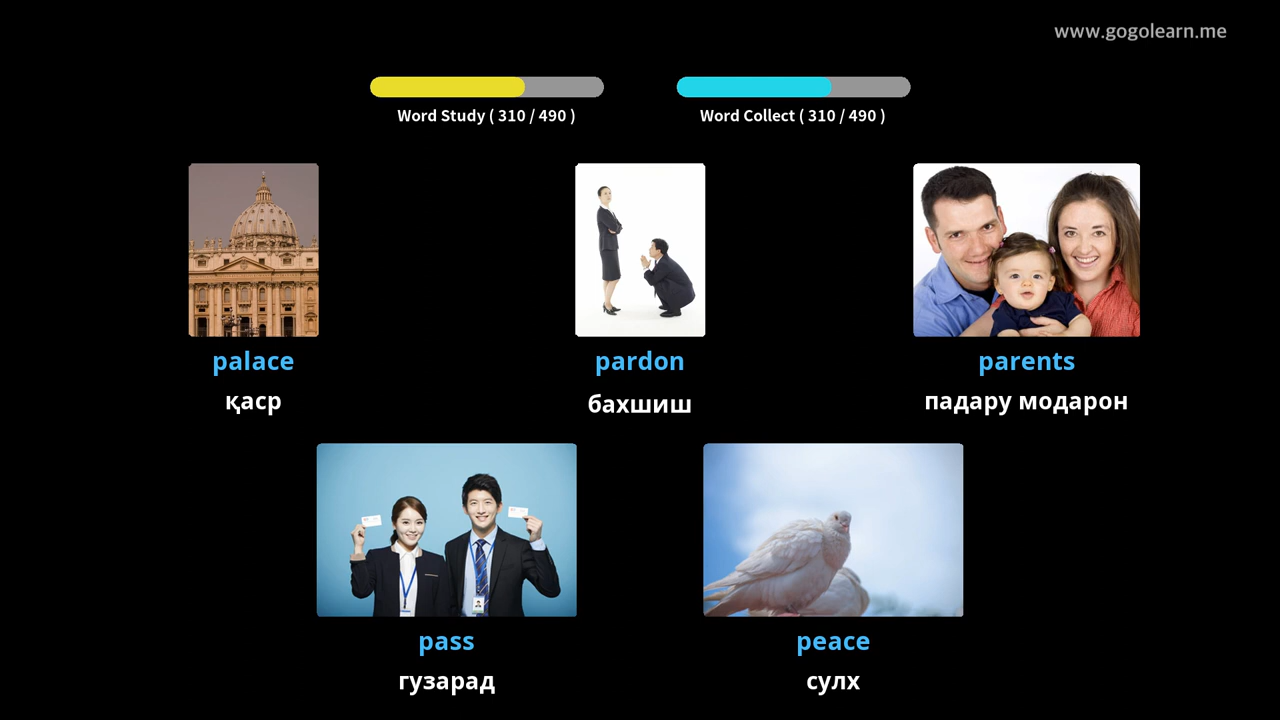 www.gogolearn.me
Word Study ( 310 / 490 )
Word Collect ( 310 / 490 )
palace
pardon
parents
қаср
бахшиш
падару модарон
pass
peace
гузарад
сулх